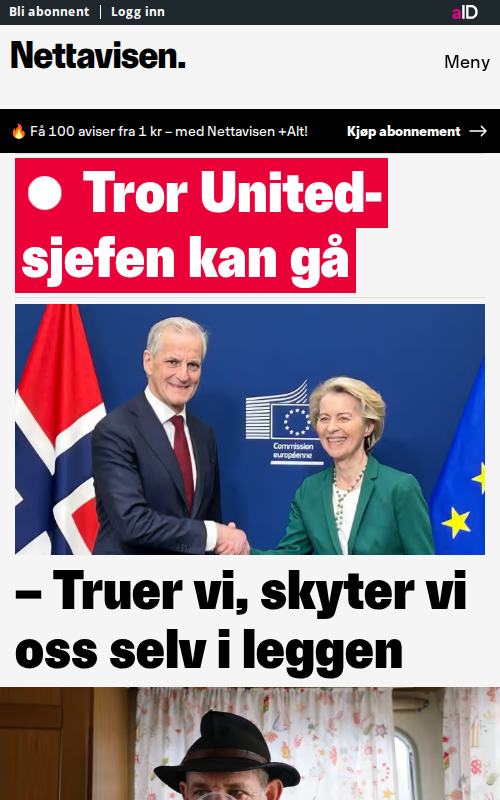 Bli abonnent | Logg inn
aID
Nettavisen.
Meny
🔥 Få 100 aviser fra 1 kr – med Nettavisen +Alt!
Kjøp abonnement →
Tror United-
sjefen kan gå
Commission
européenne
– Truer vi, skyter vi
oss selv i leggen